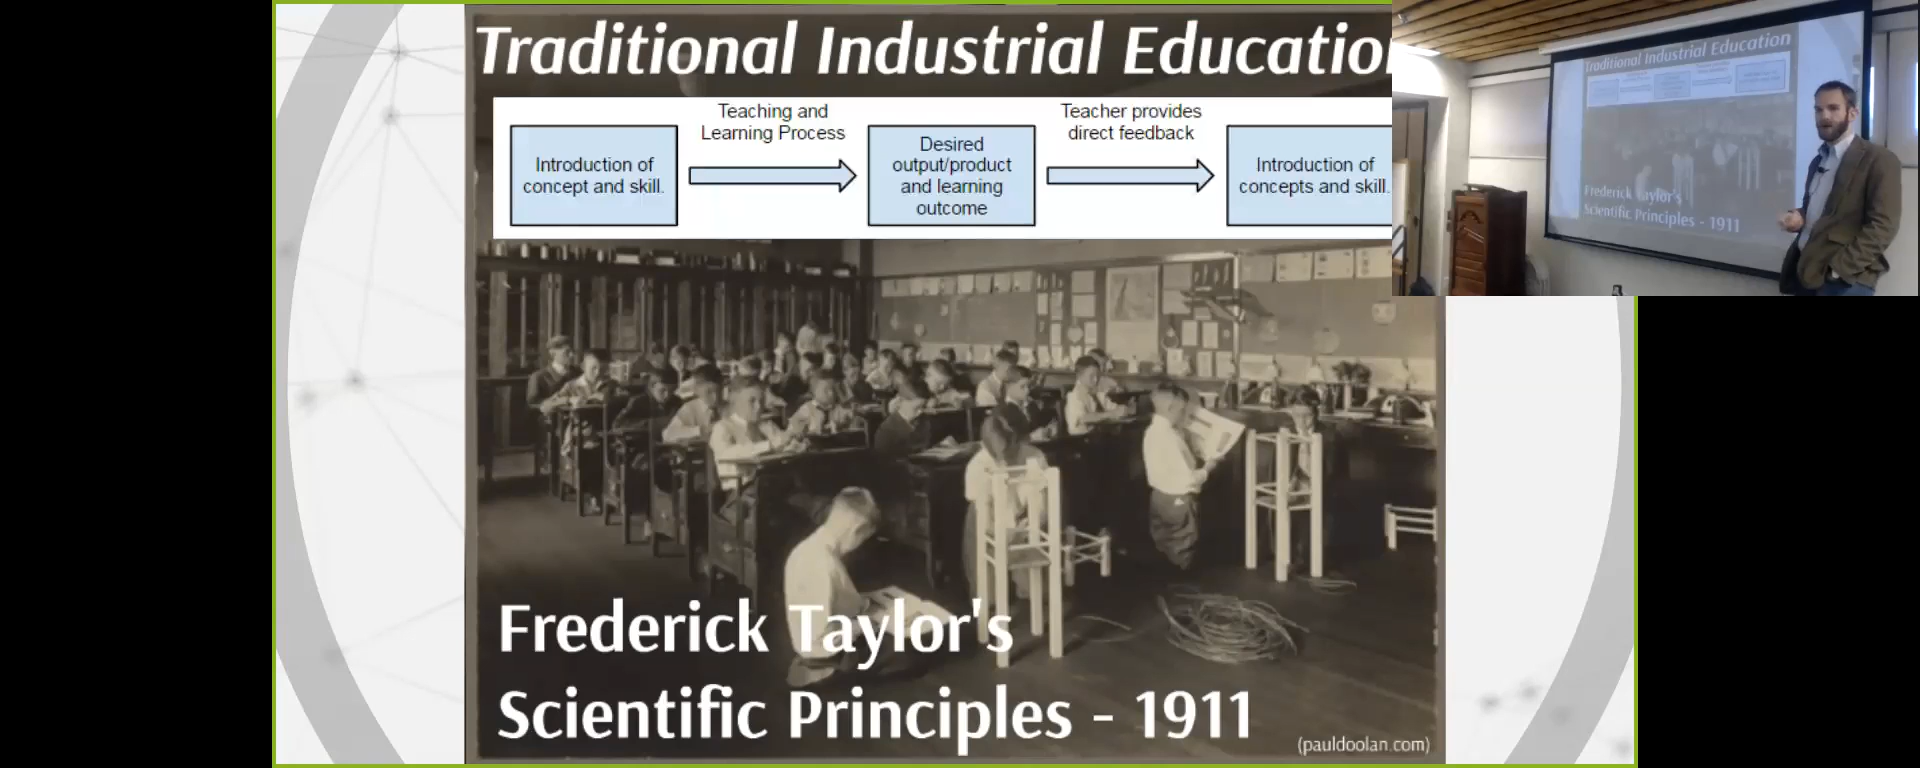 Traditional Industrial Educatio
Teaching and
Learning Process
Teacher provides
direct feedback
Introduction of
concept and skill.
Desired
output/product
and learning
outcome
Introduction of
concepts and skill.
Frederick Taylor's
Scientific Principles - 1911
(pauldoolan.com)
Traditional Industrial Education
Frederick Taylor's
Scientific Principles - 1911